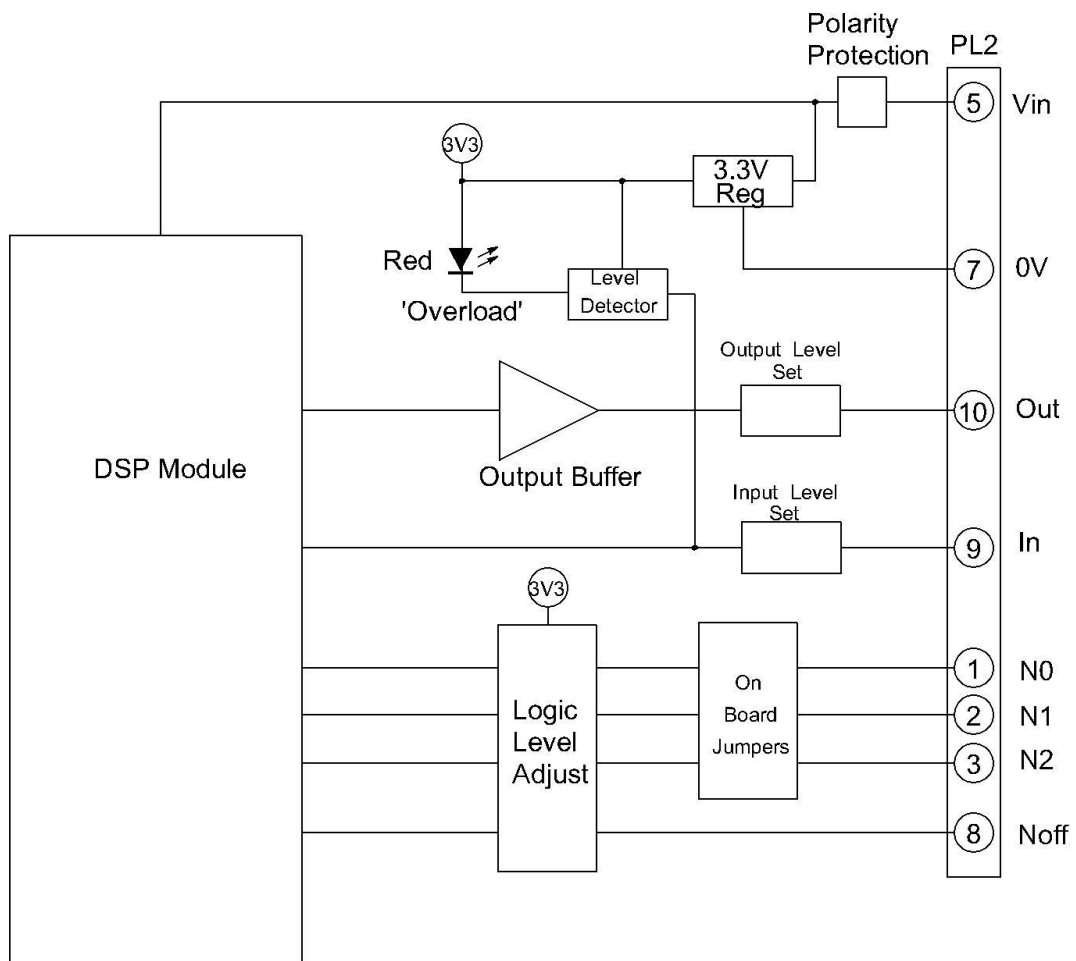 Polarity
Protection
PL2
5 Vin
3V3
3.3V
Reg
Red
'Overload'
Level
Detector
7 0V
Output Level
Set
10 Out
DSP Module
Output Buffer
Input Level
Set
9 In
3V3
Logic
Level
Adjust
On
Board
Jumpers
1 N0
2 N1
3 N2
8 Noff